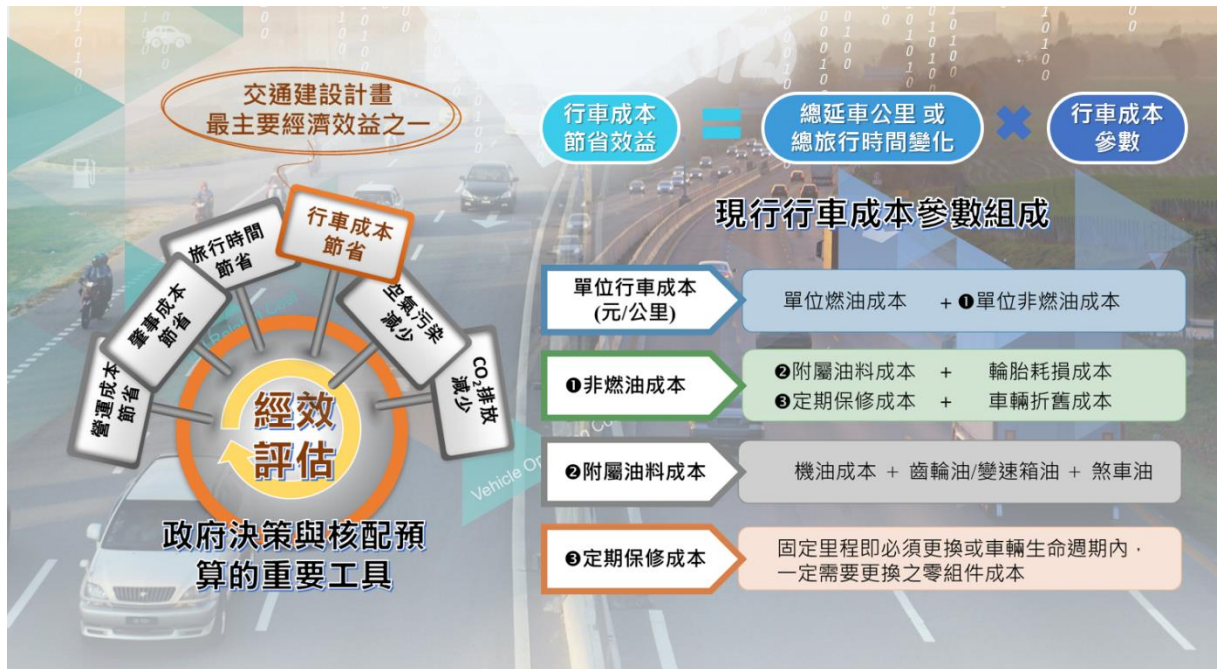 交通建設計畫
最主要經濟效益之一
行車成本
節省
旅行時間
節省
肇事成本
節省
營運成本
節省
空氣污染
減少
CO₂排放
減少
經效
評估
政府決策與核配預
算的重要工具
行車成本
節省效益
=
總延車公里 或
總旅行時間變化
×
行車成本
參數
現行行車成本參數組成
單位行車成本
(元/公里)
單位燃油成本 + ❶單位非燃油成本
❶非燃油成本
❷附屬油料成本 + 輪胎耗損成本
❸定期保修成本 + 車輛折舊成本
❷附屬油料成本
機油成本 + 齒輪油/變速箱油 + 煞車油
❸定期保修成本
固定里程即必須更換或車輛生命週期內，
一定需要更換之零組件成本